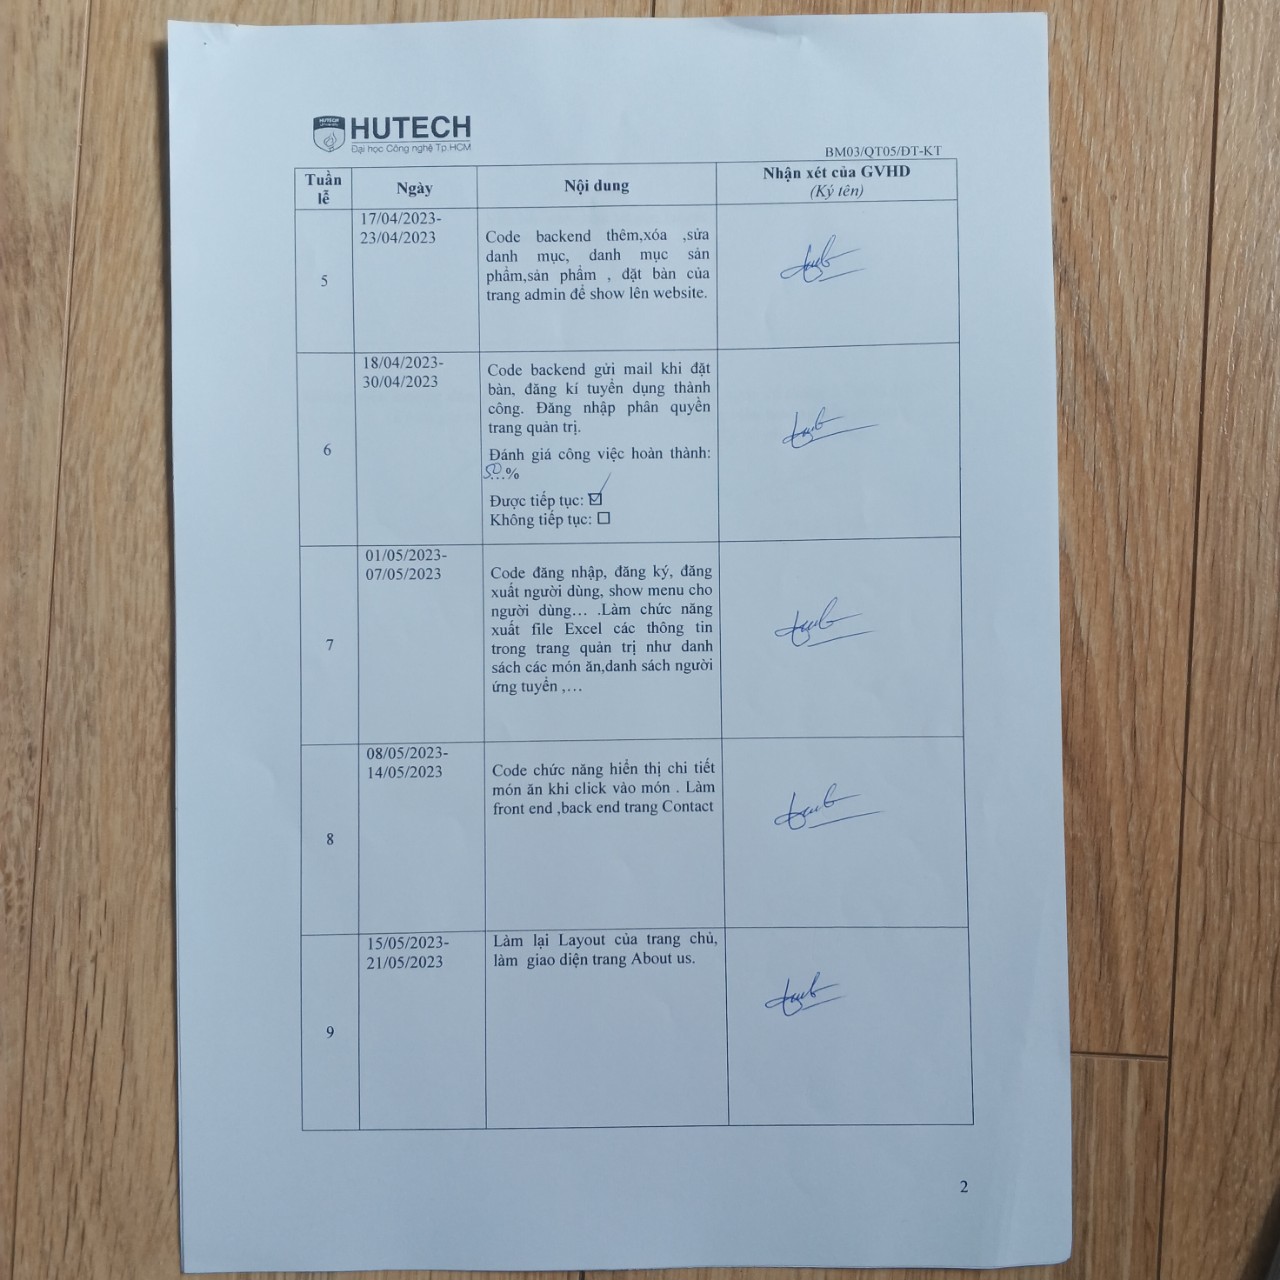 HUTECH
HUTECH
Đại học Công nghệ Tp.HCM
BM03/QT05/ĐT-KT
Tuần
lễ
Ngày
Nội dung
Nhận xét của GVHD
(Ký tên)
5
17/04/2023-
23/04/2023
Code backend thêm,xóa ,sửa
danh mục, danh mục sản
phẩm,sản phẩm , đặt bàn của
trang admin để show lên website.
6
18/04/2023-
30/04/2023
Code backend gửi mail khi đặt
bàn, đăng kí tuyển dụng thành
công. Đăng nhập phân quyền
trang quản trị.
Đánh giá công việc hoàn thành:
50...%
Được tiếp tục: ☑
Không tiếp tục: ☐
7
01/05/2023-
07/05/2023
Code đăng nhập, đăng ký, đăng
xuất người dùng, show menu cho
người dùng… .Làm chức năng
xuất file Excel các thông tin
trong trang quản trị như danh
sách các món ăn,danh sách người
ứng tuyển ,…
8
08/05/2023-
14/05/2023
Code chức năng hiển thị chi tiết
món ăn khi click vào món . Làm
front end ,back end trang Contact
9
15/05/2023-
21/05/2023
Làm lại Layout của trang chủ,
làm giao diện trang About us.
2